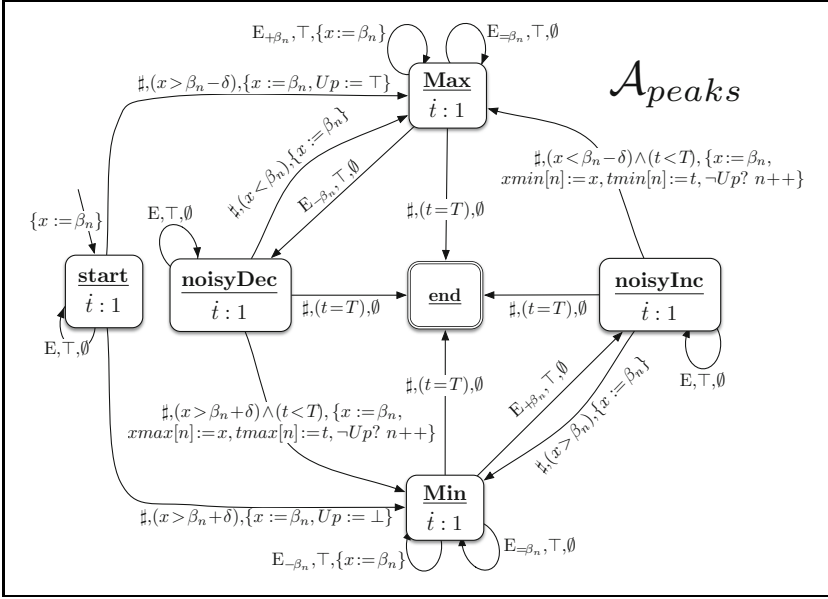 E₊βₙ,⊤,{x:=βₙ}
E₌βₙ,⊤,∅
Max
ṫ : 1
𝒜peaks
♯,(x>βₙ−δ),{x:=βₙ, Up := ⊤}
♯,(x<βₙ),{x:=βₙ}
E₋βₙ,⊤,∅
♯,(x<βₙ−δ)∧(t<T), {x:=βₙ,
xmin[n]:=x,tmin[n]:=t,¬Up? n++}
♯,(t=T),∅
{x:=βₙ}
E,⊤,∅
start
ṫ : 1
E,⊤,∅
noisyDec
ṫ : 1
♯,(t=T),∅
end
♯,(t=T),∅
noisyInc
ṫ : 1
E,⊤,∅
♯,(t=T),∅
E₊βₙ,⊤,∅
♯,(x>βₙ),{x:=βₙ}
♯,(x>βₙ+δ)∧(t<T), {x:=βₙ,
xmax[n]:=x,tmax[n]:=t,¬Up? n++}
♯,(x>βₙ+δ),{x:=βₙ, Up := ⊥}
Min
ṫ : 1
E₋βₙ,⊤,{x:=βₙ}
E₌βₙ,⊤,∅